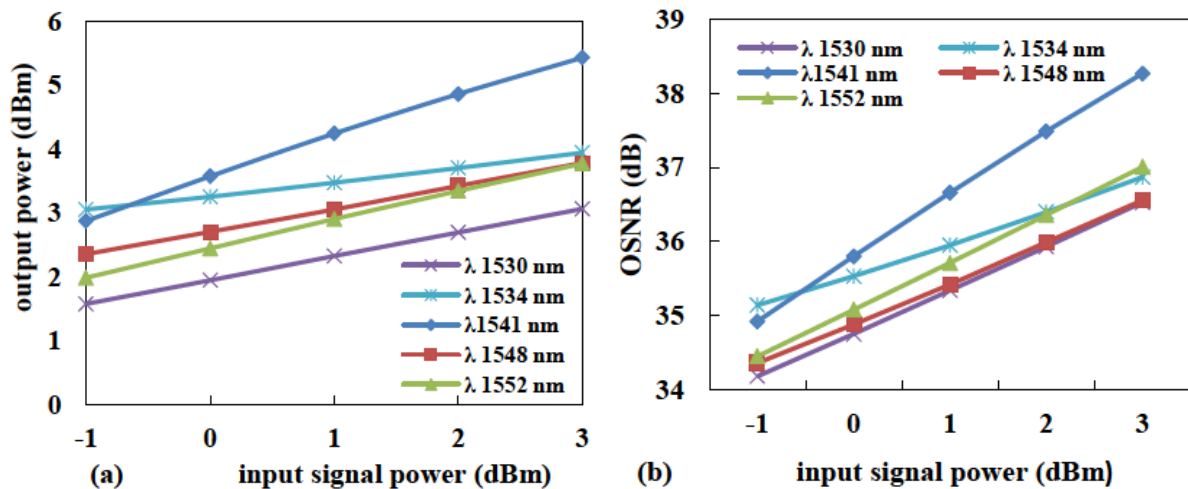 6
5
4
3
2
1
0
output power (dBm)
λ 1530 nm
λ 1534 nm
λ1541 nm
λ 1548 nm
λ 1552 nm
-1 0 1 2 3
(a) input signal power (dBm)
39
38
37
36
35
34
OSNR (dB)
λ 1530 nm λ 1534 nm
λ1541 nm λ 1548 nm
λ 1552 nm
-1 0 1 2 3
(b) input signal power (dBm)